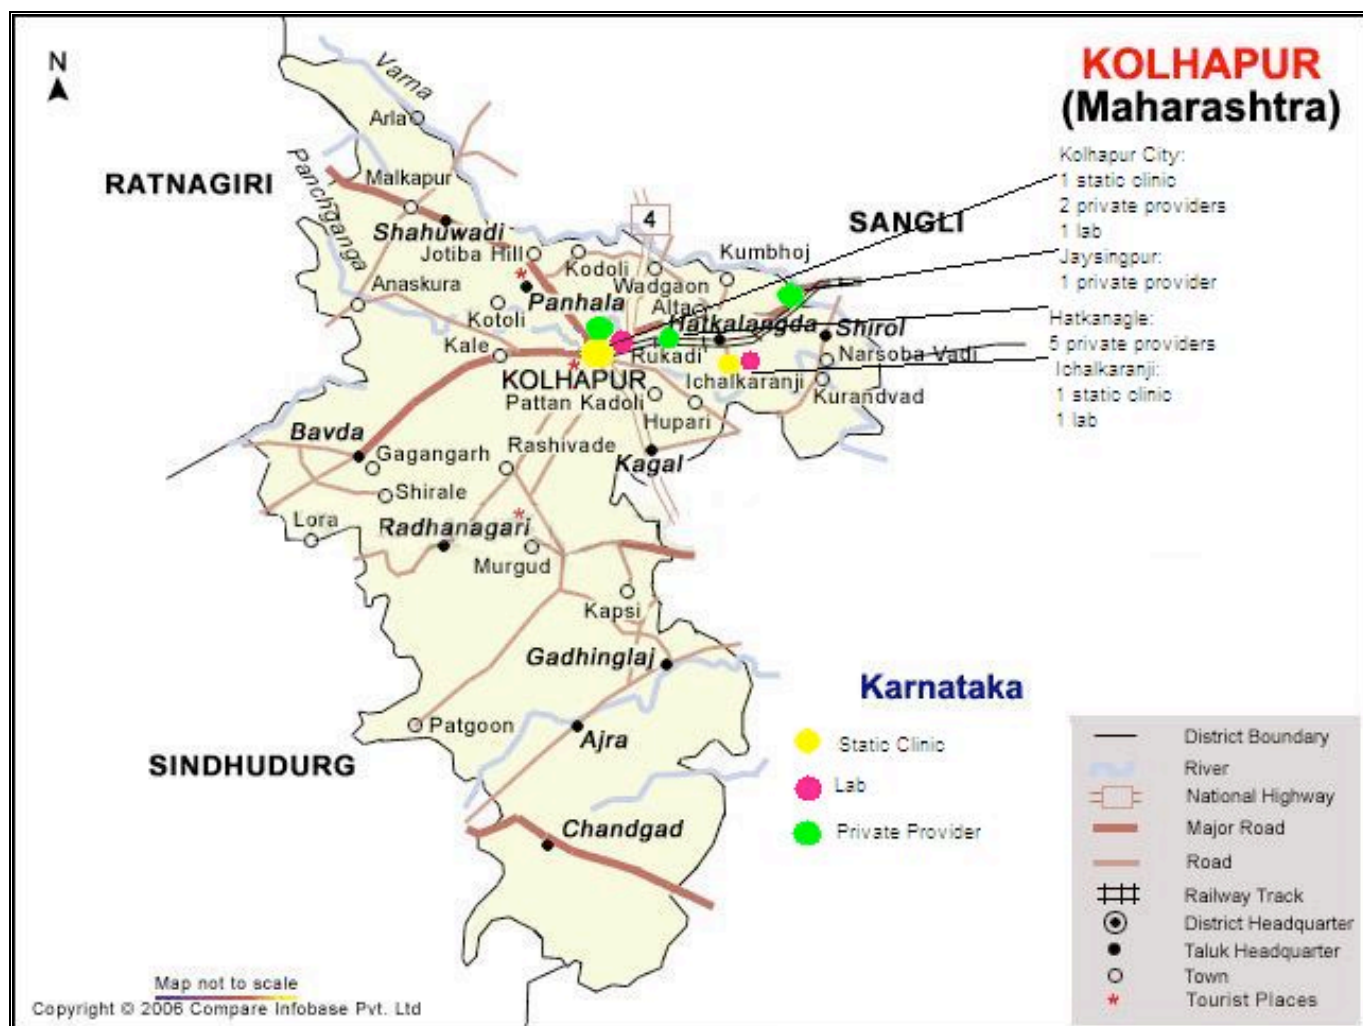 N
KOLHAPUR
(Maharashtra)
Varna
Arla
Panchganga
RATNAGIRI
Malkapur
Kolhapur City:
1 static clinic
2 private providers
1 lab
Shahuwadi
4
SANGLI
Jotiba Hill
Kodoli
Kumbhoj
Jaysingpur:
1 private provider
Anaskura
Panhala
Wadgaon
Kotoli
Alta
Hatkalangda
Shirol
Hatkanagle:
5 private providers
Kale
Rukadi
Narsoba Vadi
Ichalkaranji:
1 static clinic
1 lab
KOLHAPUR
Ichalkaranji
Kurandvad
Pattan Kadoli
Hupari
Bavda
Gagangarh
Rashivade
Kagal
Shirale
Lora
Radhanagari
Murgud
Kapsi
Gadhinglaj
Karnataka
Patgoon
Ajra
SINDHUDURG
Static Clinic
Lab
Private Provider
Chandgad
District Boundary
River
National Highway
Major Road
Road
Railway Track
District Headquarter
Taluk Headquarter
Town
Tourist Places
Map not to scale
Copyright © 2006 Compare Infobase Pvt. Ltd